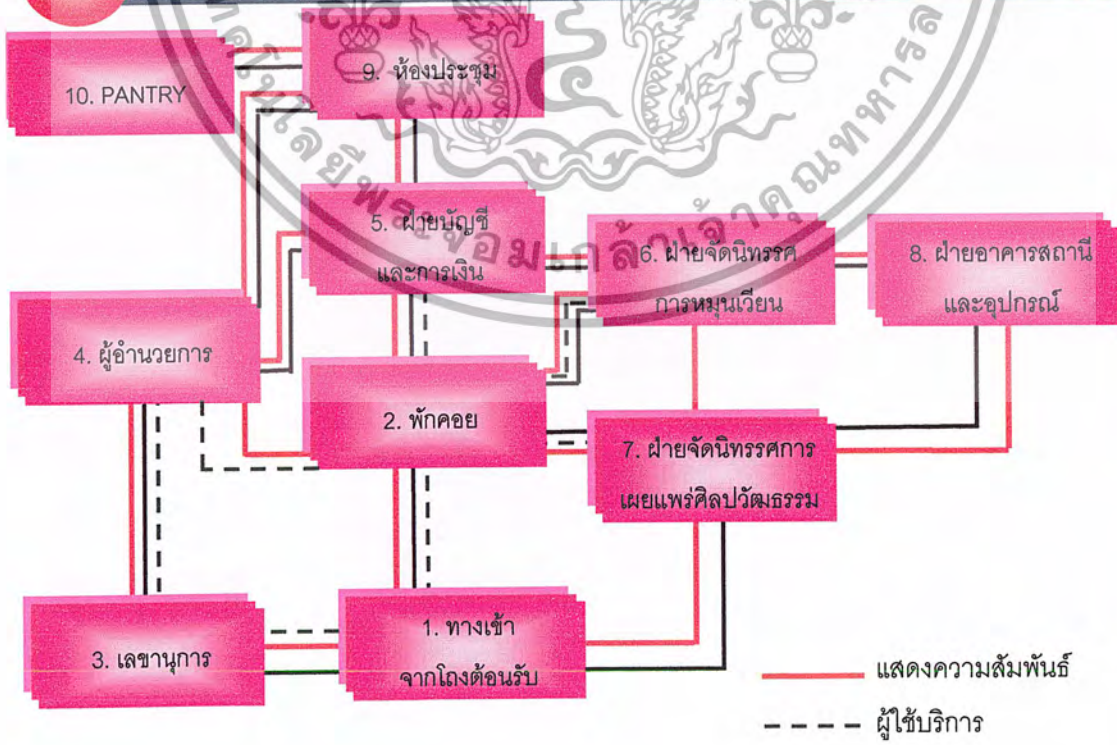 9. ห้องประชุม
10. PANTRY
5. ฝ่ายบัญชี
และการเงิน
6. ฝ่ายจัดนิทรรศ
การหมุนเวียน
8. ฝ่ายอาคารสถานี
และอุปกรณ์
4. ผู้อำนวยการ
2. พักคอย
7. ฝ่ายจัดนิทรรศการ
เผยแพร่ศิลปวัฒนธรรม
3. เลขานุการ
1. ทางเข้า
จากโถงต้อนรับ
แสดงความสัมพันธ์
ผู้ใช้บริการ